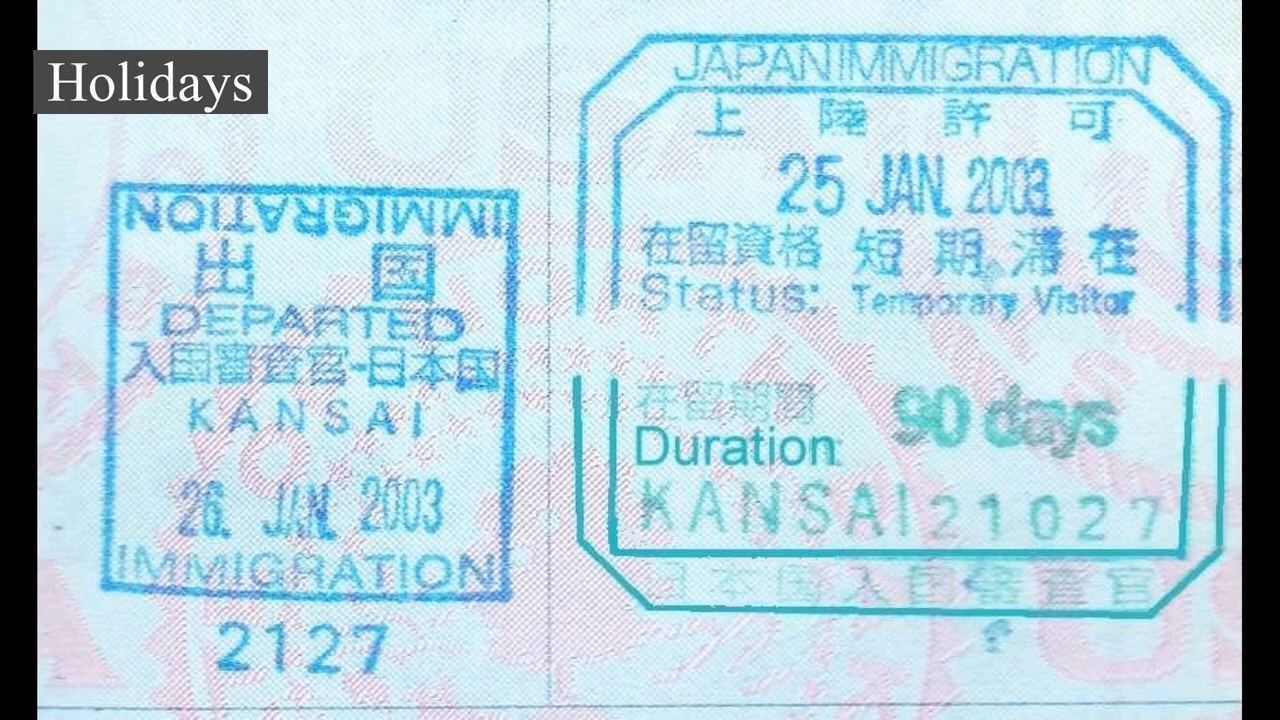 Holidays
IMMIGRATION
出国
DEPARTED
入国審査官-日本国
KANSAI
26. JAN. 2003
IMMIGRATION
2127
JAPAN IMMIGRATION
上陸許可
25 JAN. 2003
在留資格 短期滞在
Status: Temporary Visitor
在留期間 90 days
Duration:
KANSAI 21027
日本国入国審査官